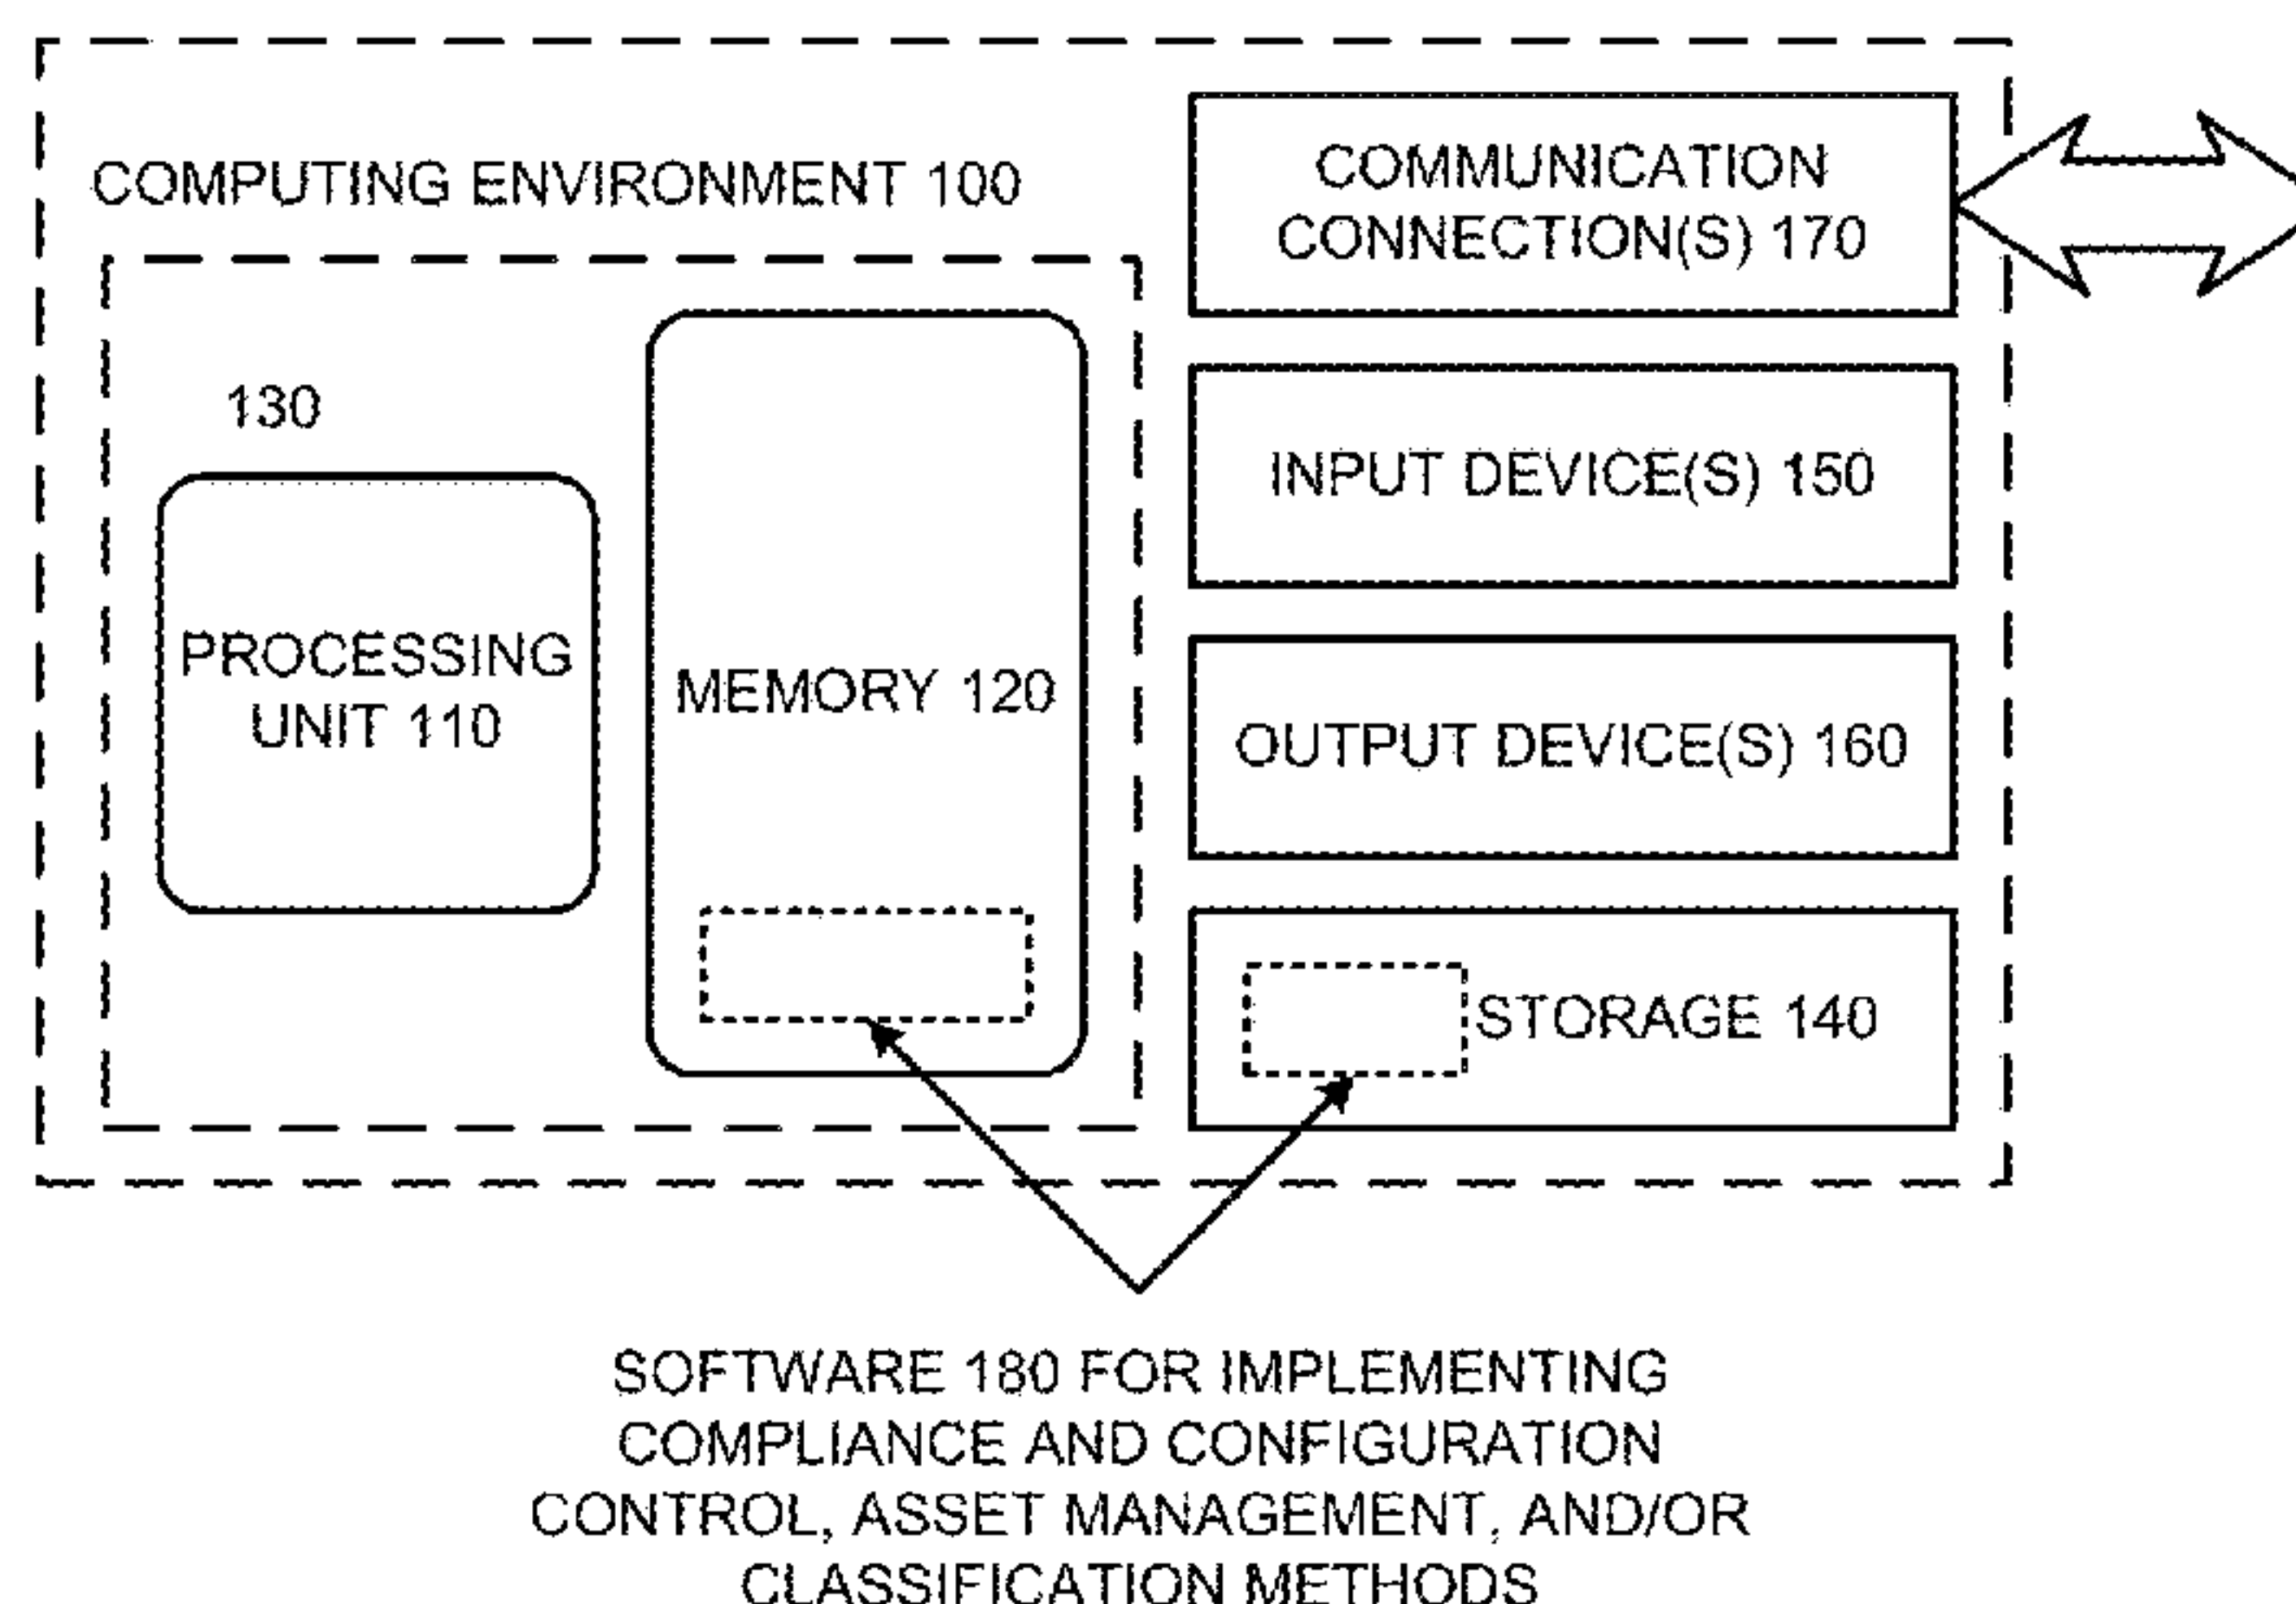 COMPUTING ENVIRONMENT 100
130
PROCESSING
UNIT 110
MEMORY 120
COMMUNICATION
CONNECTION(S) 170
INPUT DEVICE(S) 150
OUTPUT DEVICE(S) 160
STORAGE 140
SOFTWARE 180 FOR IMPLEMENTING
COMPLIANCE AND CONFIGURATION
CONTROL, ASSET MANAGEMENT, AND/OR
CLASSIFICATION METHODS